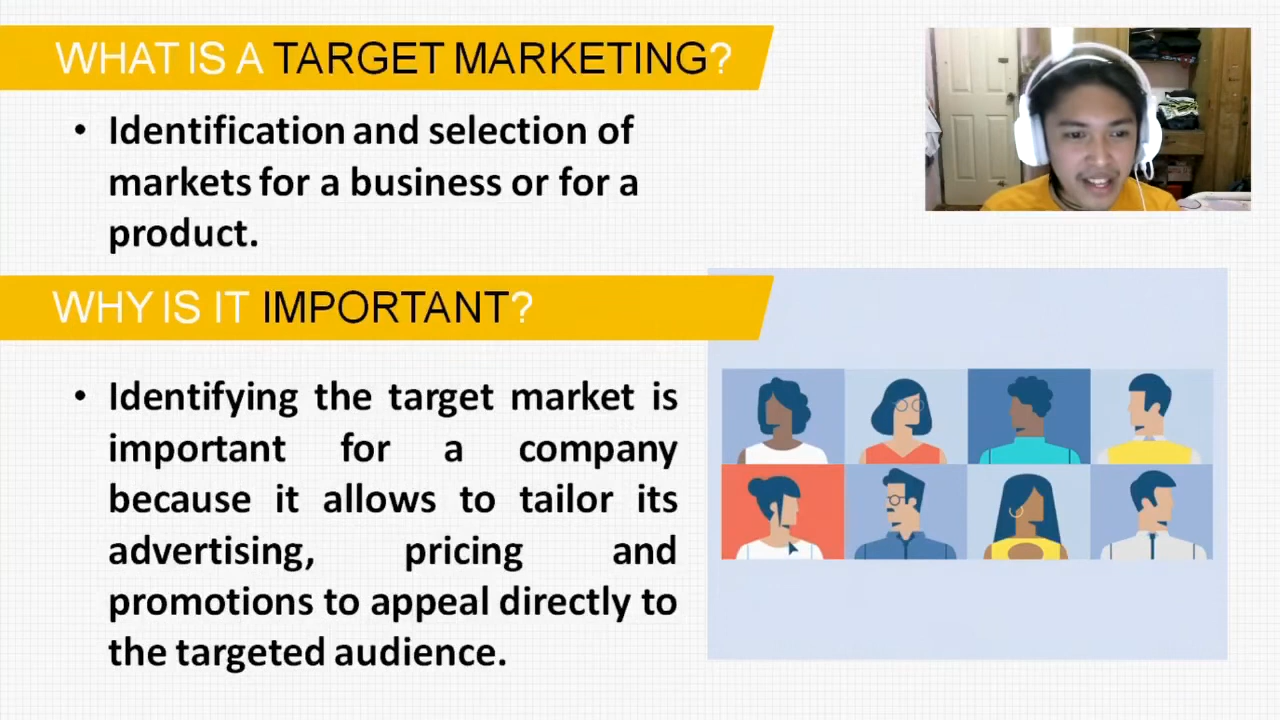 WHAT IS A TARGET MARKETING?
• Identification and selection of
markets for a business or for a
product.
WHY IS IT IMPORTANT?
• Identifying the target market is
important for a company
because it allows to tailor its
advertising, pricing and
promotions to appeal directly to
the targeted audience.